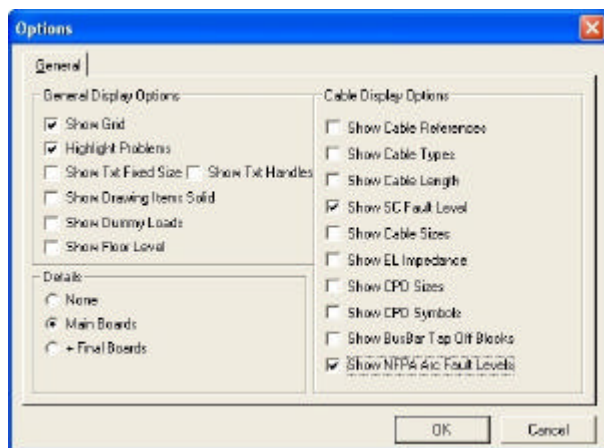 Options
General
General Display Options
Show Grid
Highlight Problems
Show Txt Fixed Size Show Txt Handles
Show Drawing Items Solid
Show Dummy Loads
Show Floor Level
Details
None
Main Boards
+ Final Boards
Cable Display Options
Show Cable References
Show Cable Types
Show Cable Length
Show SC Fault Level
Show Cable Sizes
Show EL Impedance
Show CPD Sizes
Show CPD Symbols
Show BusBar Tap Off Blocks
Show NFPA Arc Fault Levels
OK Cancel